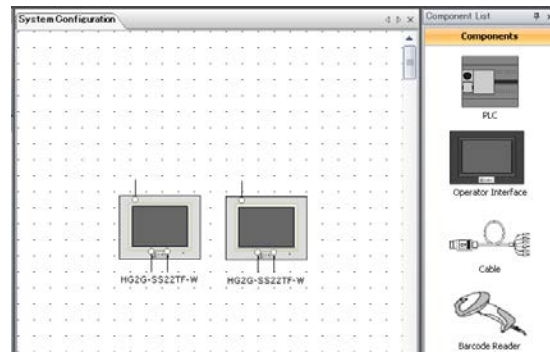 System Configuration
Component List
Components
PLC
Operator Interface
Cable
Barcode Reader
HG2G-SS22TF-W
HG2G-SS22TF-W